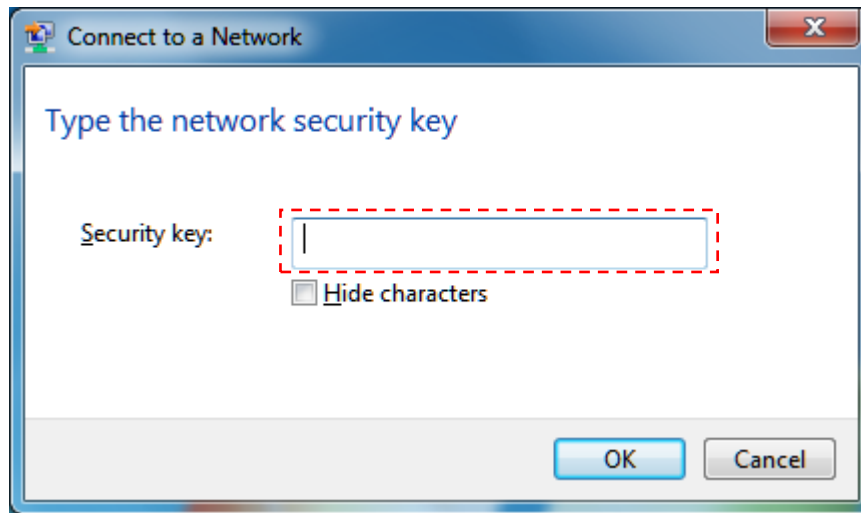 Connect to a Network
Type the network security key
Security key:
Hide characters
OK Cancel